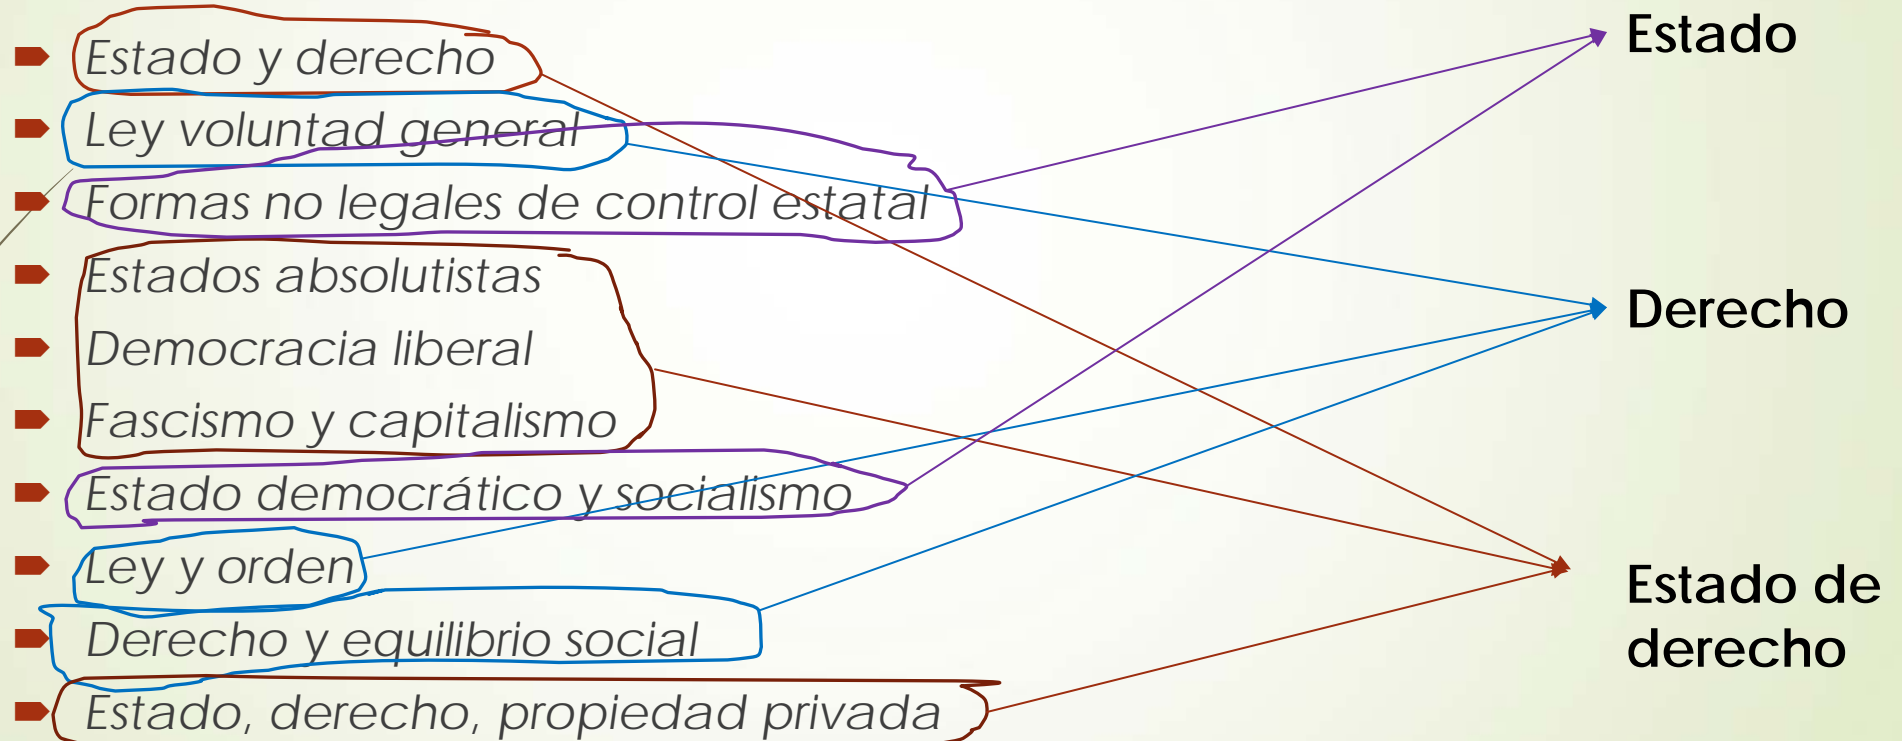 Estado y derecho
Ley voluntad general
Formas no legales de control estatal
Estados absolutistas
Democracia liberal
Fascismo y capitalismo
Estado democrático y socialismo
Ley y orden
Derecho y equilibrio social
Estado, derecho, propiedad privada
Estado
Derecho
Estado de
derecho